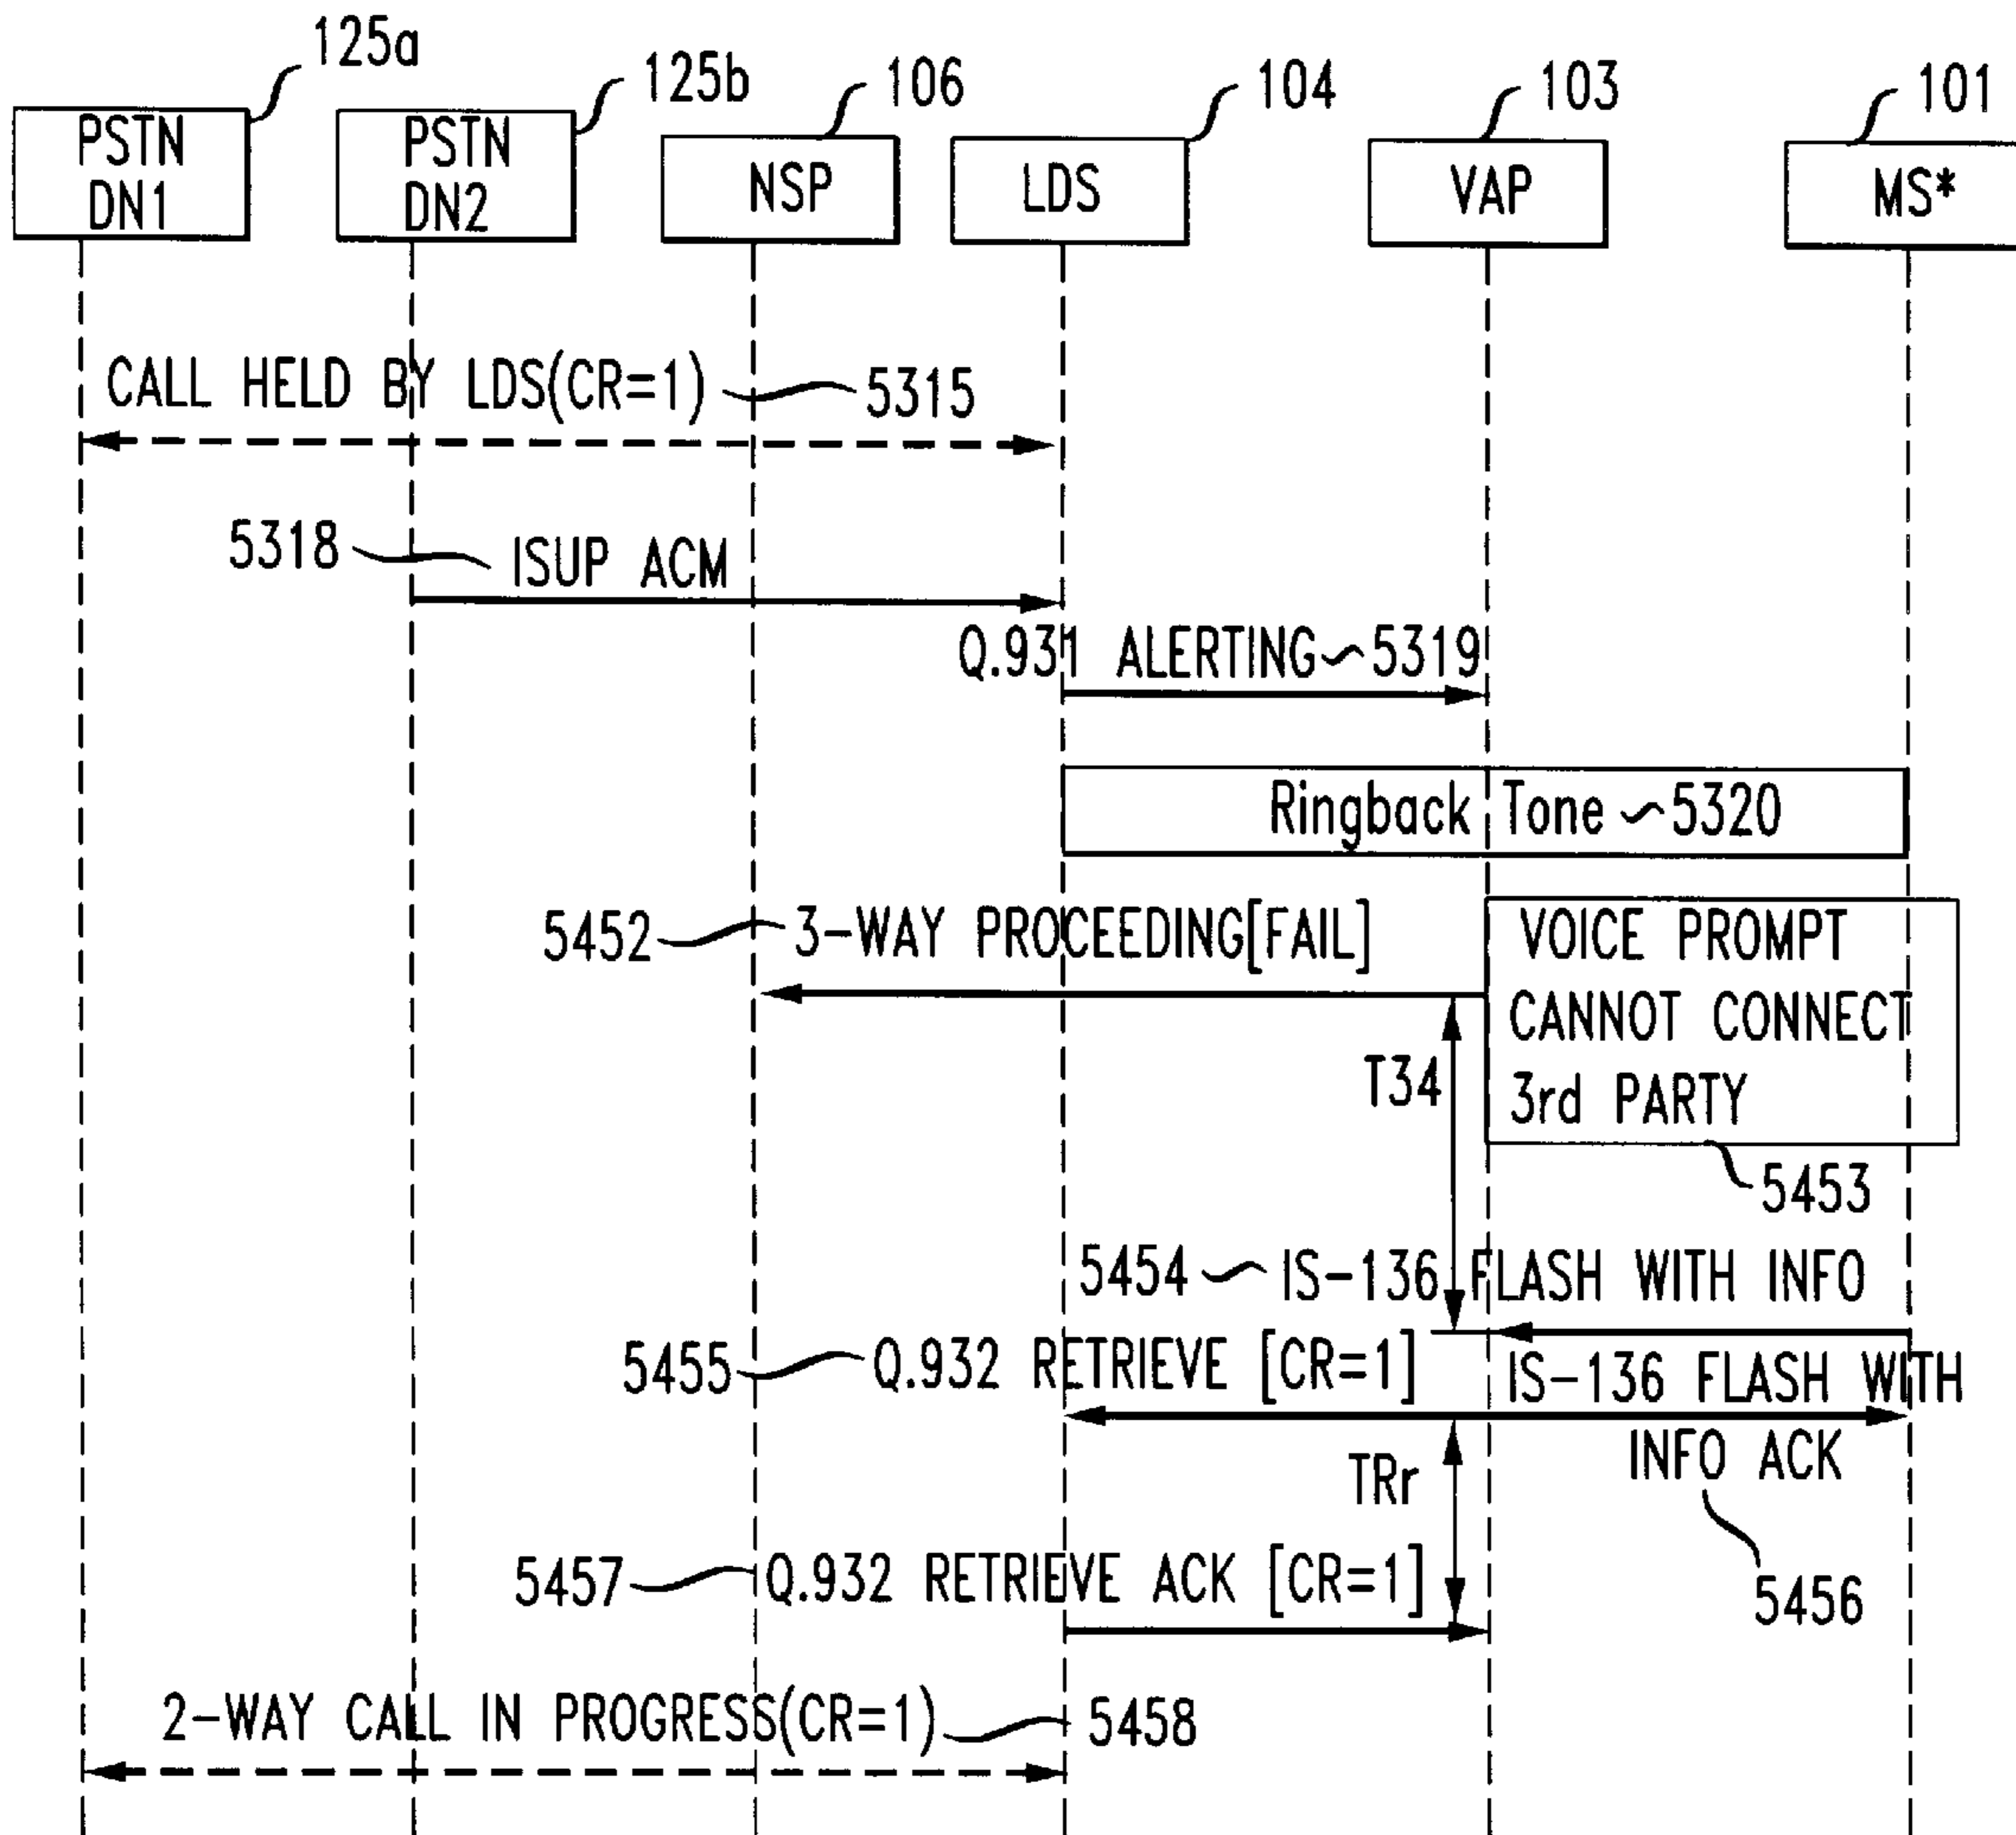 125a
125b
106
104
103
101
PSTN
DN1
PSTN
DN2
NSP
LDS
VAP
MS*
CALL HELD BY LDS(CR=1)
5315
5318
ISUP ACM
Q.931 ALERTING
5319
Ringback Tone
5320
5452
3-WAY PROCEEDING[FAIL]
VOICE PROMPT
CANNOT CONNECT
3rd PARTY
T34
5453
5454
IS-136 FLASH WITH INFO
5455
Q.932 RETRIEVE [CR=1]
IS-136 FLASH WITH
INFO ACK
TRr
5457
Q.932 RETRIEVE ACK [CR=1]
5456
2-WAY CALL IN PROGRESS(CR=1)
5458